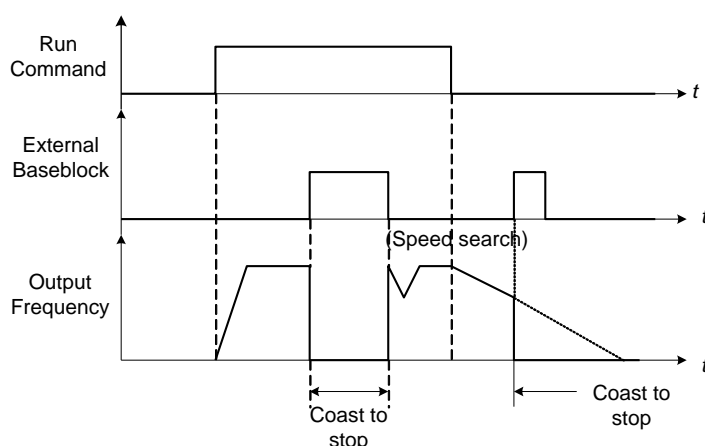 Run
Command
t
External
Baseblock
t
(Speed search)
Output
Frequency
t
Coast to
stop
Coast to
stop